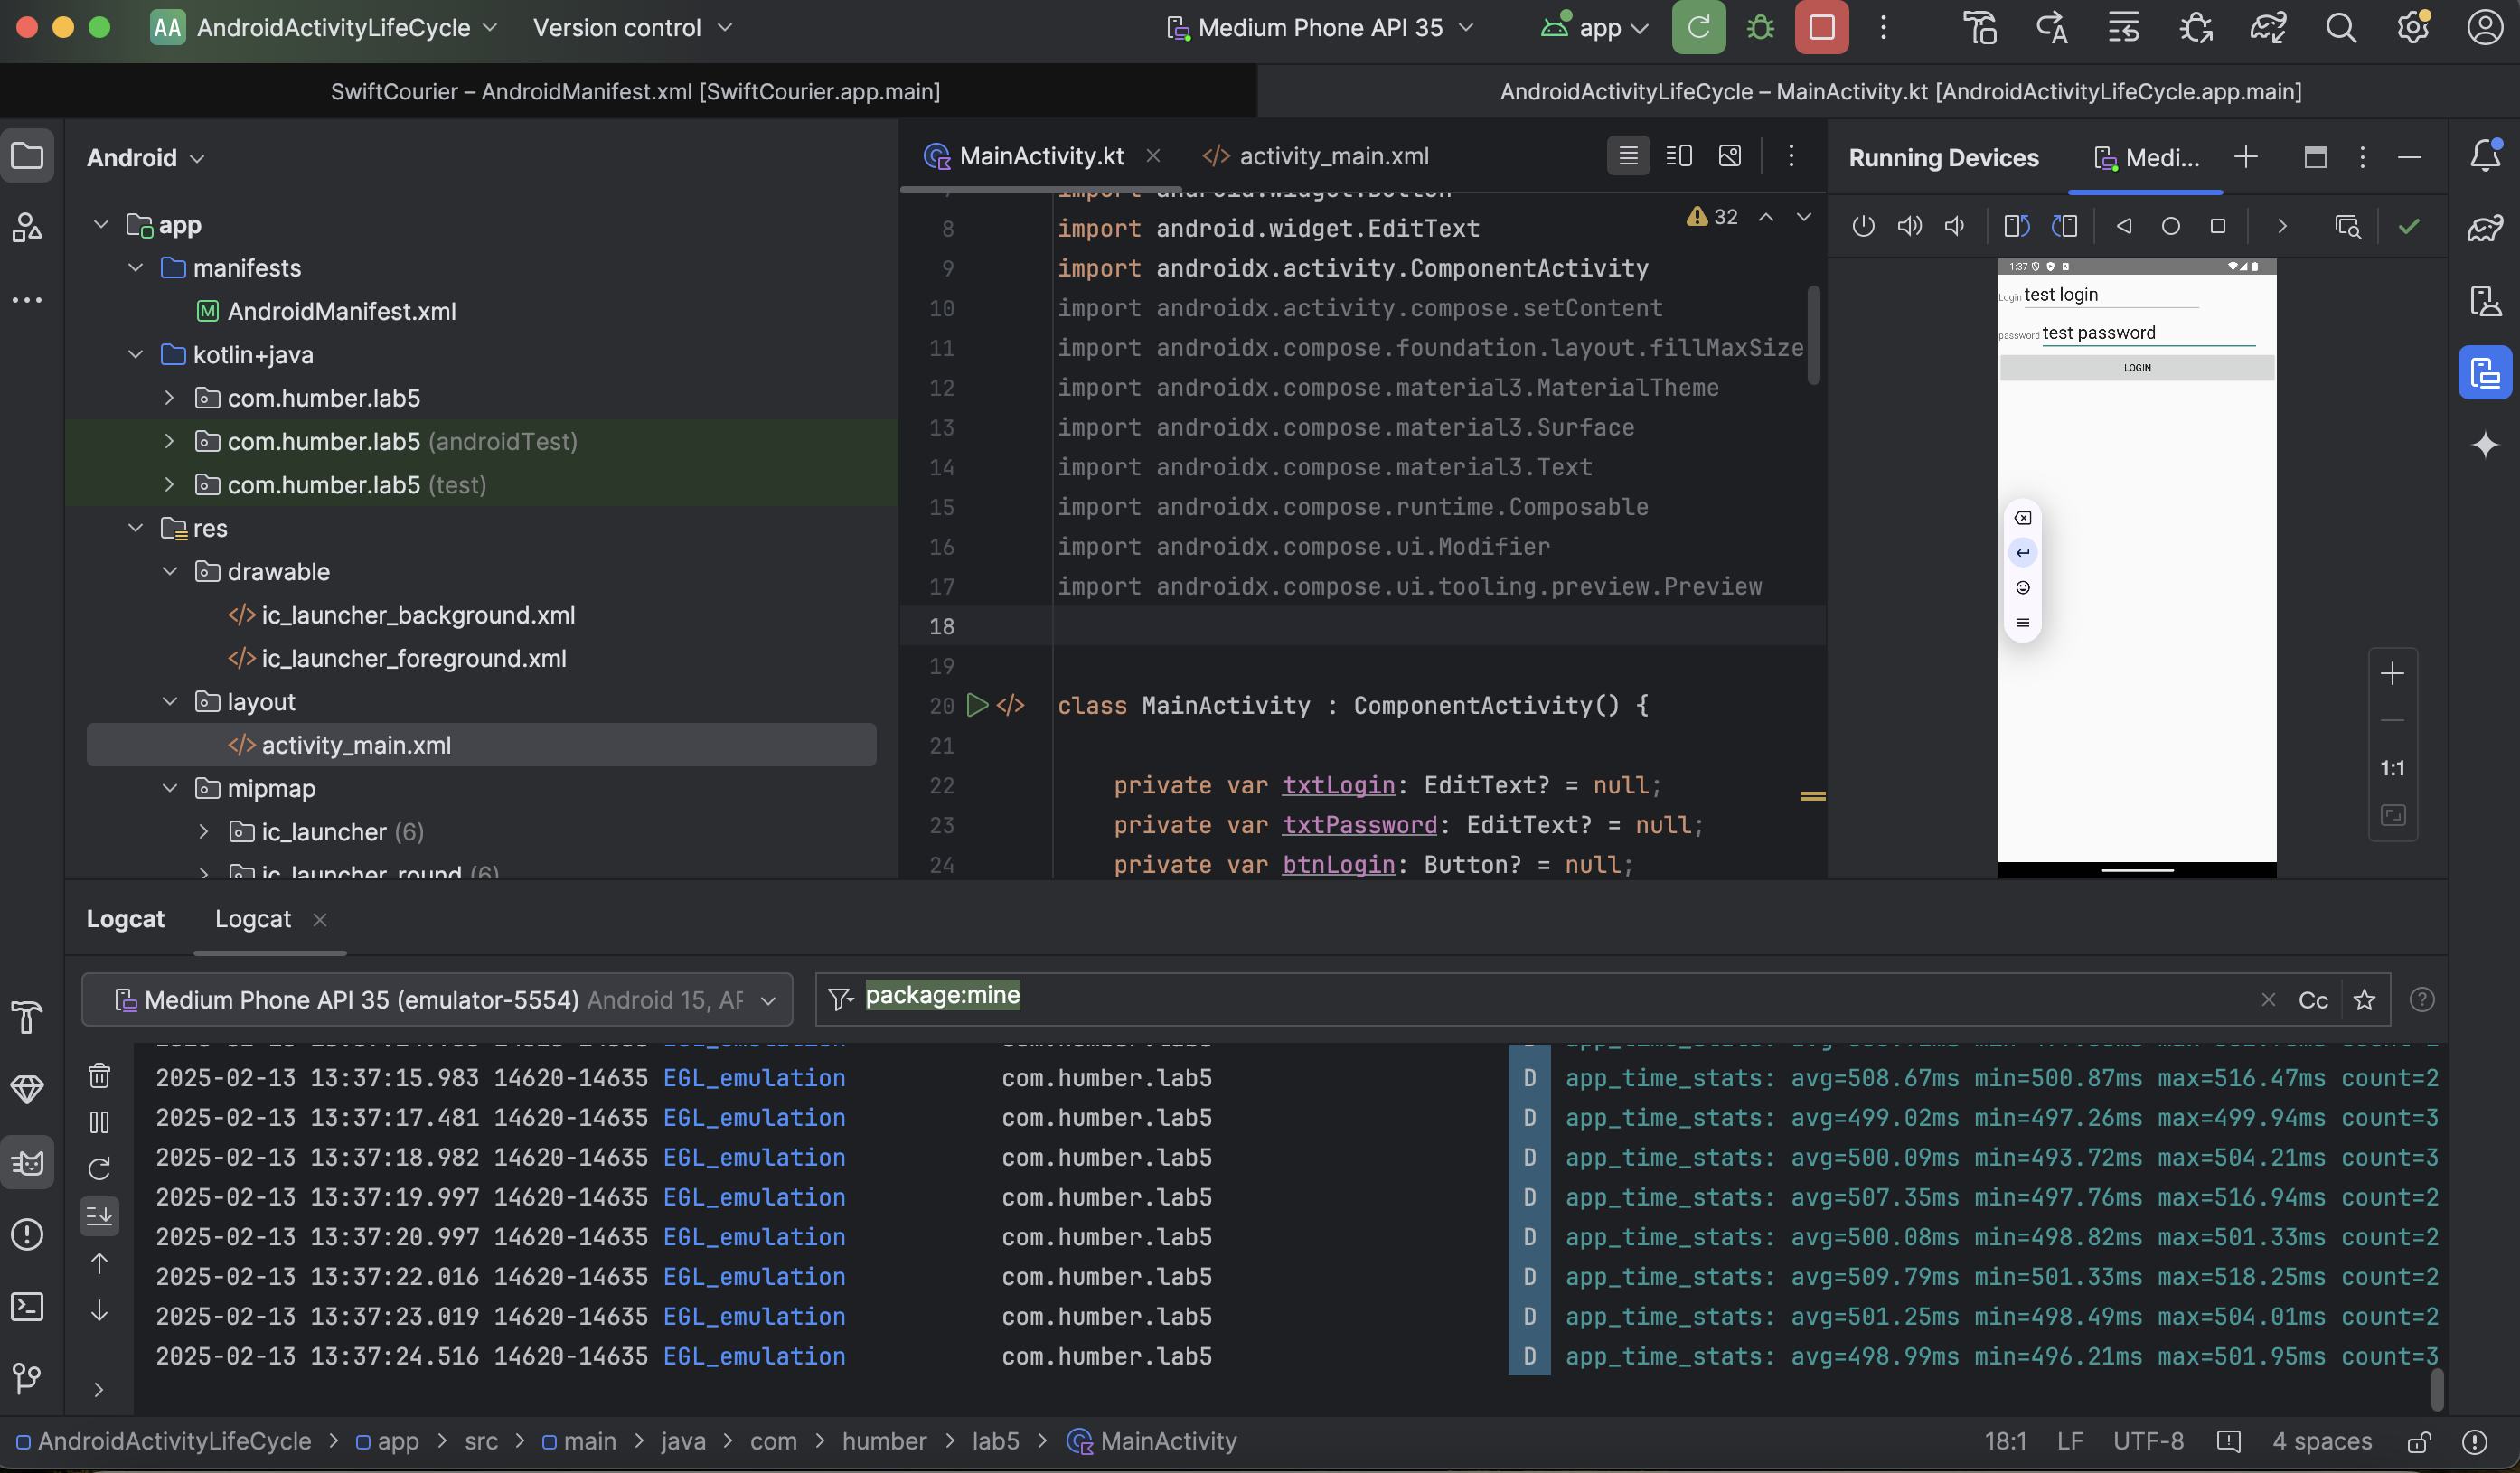 AA AndroidActivityLifeCycle Version control Medium Phone API 35 app
SwiftCourier – AndroidManifest.xml [SwiftCourier.app.main] AndroidActivityLifeCycle – MainActivity.kt [AndroidActivityLifeCycle.app.main]
Android
app
manifests
AndroidManifest.xml
kotlin+java
com.humber.lab5
com.humber.lab5 (androidTest)
com.humber.lab5 (test)
res
drawable
ic_launcher_background.xml
ic_launcher_foreground.xml
layout
activity_main.xml
mipmap
ic_launcher (6)
ic_launcher_round (6)
MainActivity.kt activity_main.xml
32
7 import android.widget.Button
8 import android.widget.EditText
9 import androidx.activity.ComponentActivity
10 import androidx.activity.compose.setContent
11 import androidx.compose.foundation.layout.fillMaxSize
12 import androidx.compose.material3.MaterialTheme
13 import androidx.compose.material3.Surface
14 import androidx.compose.material3.Text
15 import androidx.compose.runtime.Composable
16 import androidx.compose.ui.Modifier
17 import androidx.compose.ui.tooling.preview.Preview
18
19
20 class MainActivity : ComponentActivity() {
21
22 private var txtLogin: EditText? = null;
23 private var txtPassword: EditText? = null;
24 private var btnLogin: Button? = null;
Running Devices Medi...
1:37
Login test login
password test password
LOGIN
1:1
Logcat Logcat
Medium Phone API 35 (emulator-5554) Android 15, AP package:mine Cc
2025-02-13 13:37:15.983 14620-14635 EGL_emulation com.humber.lab5 D app_time_stats: avg=508.67ms min=500.87ms max=516.47ms count=2
2025-02-13 13:37:17.481 14620-14635 EGL_emulation com.humber.lab5 D app_time_stats: avg=499.02ms min=497.26ms max=499.94ms count=3
2025-02-13 13:37:18.982 14620-14635 EGL_emulation com.humber.lab5 D app_time_stats: avg=500.09ms min=493.72ms max=504.21ms count=3
2025-02-13 13:37:19.997 14620-14635 EGL_emulation com.humber.lab5 D app_time_stats: avg=507.35ms min=497.76ms max=516.94ms count=2
2025-02-13 13:37:20.997 14620-14635 EGL_emulation com.humber.lab5 D app_time_stats: avg=500.08ms min=498.82ms max=501.33ms count=2
2025-02-13 13:37:22.016 14620-14635 EGL_emulation com.humber.lab5 D app_time_stats: avg=509.79ms min=501.33ms max=518.25ms count=2
2025-02-13 13:37:23.019 14620-14635 EGL_emulation com.humber.lab5 D app_time_stats: avg=501.25ms min=498.49ms max=504.01ms count=2
2025-02-13 13:37:24.516 14620-14635 EGL_emulation com.humber.lab5 D app_time_stats: avg=498.99ms min=496.21ms max=501.95ms count=3
AndroidActivityLifeCycle > app > src > main > java > com > humber > lab5 > MainActivity 18:1 LF UTF-8 4 spaces